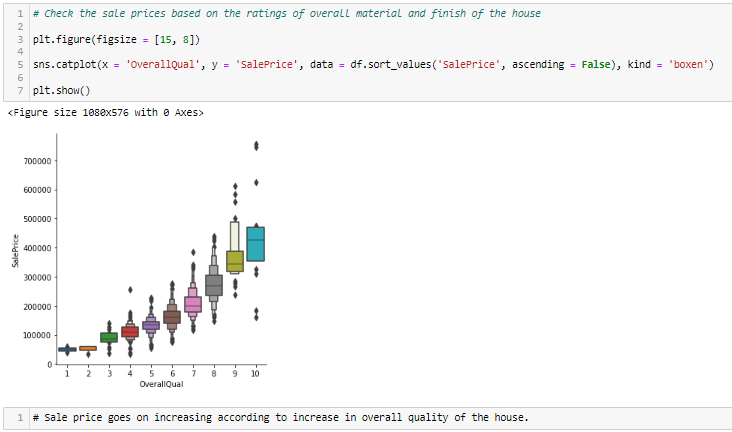 1 # Check the sale prices based on the ratings of overall material and finish of the house
2
3 plt.figure(figsize = [15, 8])
4
5 sns.catplot(x = 'OverallQual', y = 'SalePrice', data = df.sort_values('SalePrice', ascending = False), kind = 'boxen')
6
7 plt.show()
<Figure size 1080x576 with 0 Axes>
700000
600000
500000
400000
300000
200000
100000
0
SalePrice
1 2 3 4 5 6 7 8 9 10
OverallQual
1 # Sale price goes on increasing according to increase in overall quality of the house.